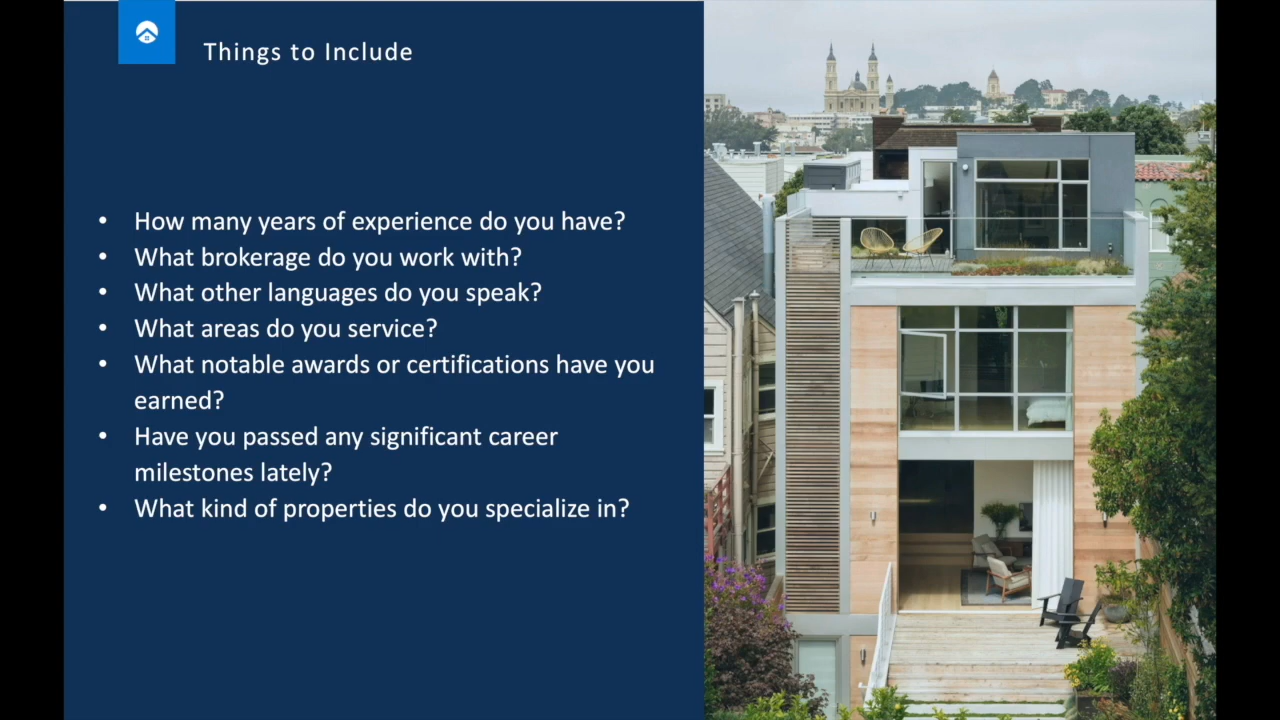 Things to Include
• How many years of experience do you have?
• What brokerage do you work with?
• What other languages do you speak?
• What areas do you service?
• What notable awards or certifications have you
earned?
• Have you passed any significant career
milestones lately?
• What kind of properties do you specialize in?